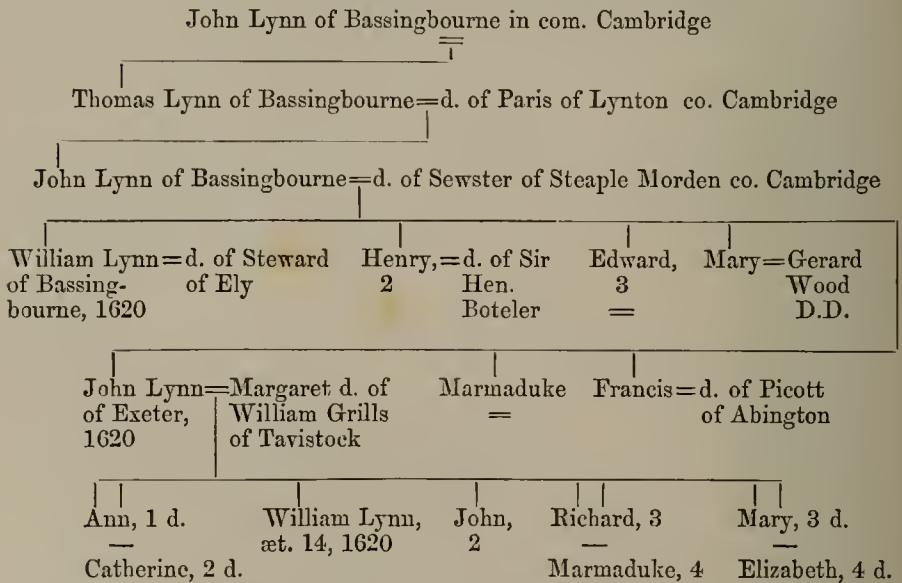 John Lynn of Bassingbourne in com. Cambridge
=
Thomas Lynn of Bassingbourne=d. of Paris of Lynton co. Cambridge
John Lynn of Bassingbourne=d. of Sewster of Steaple Morden co. Cambridge
William Lynn=d. of Steward Henry,=d. of Sir Edward, Mary=Gerard
of Bassing- of Ely 2 Hen. 3 Wood
bourne, 1620 Boteler = D.D.
John Lynn=Margaret d. of Marmaduke Francis=d. of Picott
of Exeter, William Grills = of Abington
1620 of Tavistock
Ann, 1 d. William Lynn, John, Richard, 3 Mary, 3 d.
— æt. 14, 1620 2 — —
Catherine, 2 d. Marmaduke, 4 Elizabeth, 4 d.